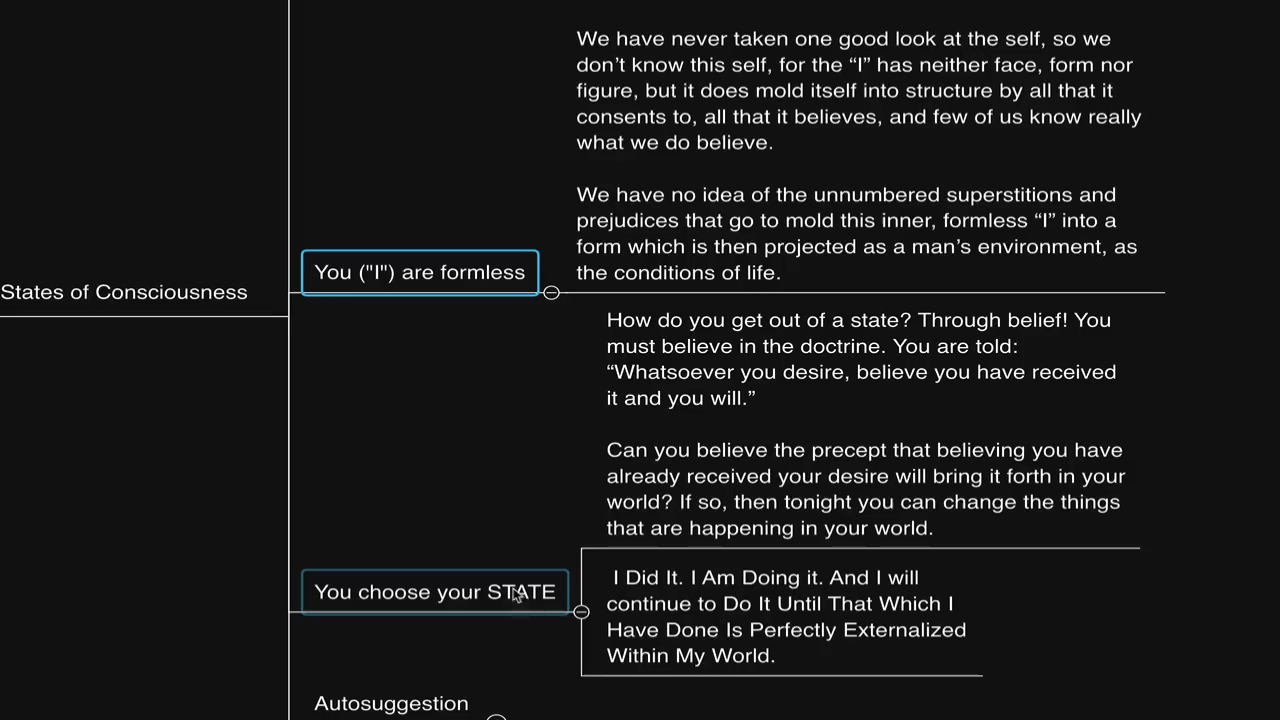 We have never taken one good look at the self, so we
don't know this self, for the “I” has neither face, form nor
figure, but it does mold itself into structure by all that it
consents to, all that it believes, and few of us know really
what we do believe.
We have no idea of the unnumbered superstitions and
prejudices that go to mold this inner, formless “I” into a
form which is then projected as a man’s environment, as
the conditions of life.
You ("I") are formless
States of Consciousness
How do you get out of a state? Through belief! You
must believe in the doctrine. You are told:
“Whatsoever you desire, believe you have received
it and you will.”
Can you believe the precept that believing you have
already received your desire will bring it forth in your
world? If so, then tonight you can change the things
that are happening in your world.
You choose your STATE
I Did It. I Am Doing it. And I will
continue to Do It Until That Which I
Have Done Is Perfectly Externalized
Within My World.
Autosuggestion